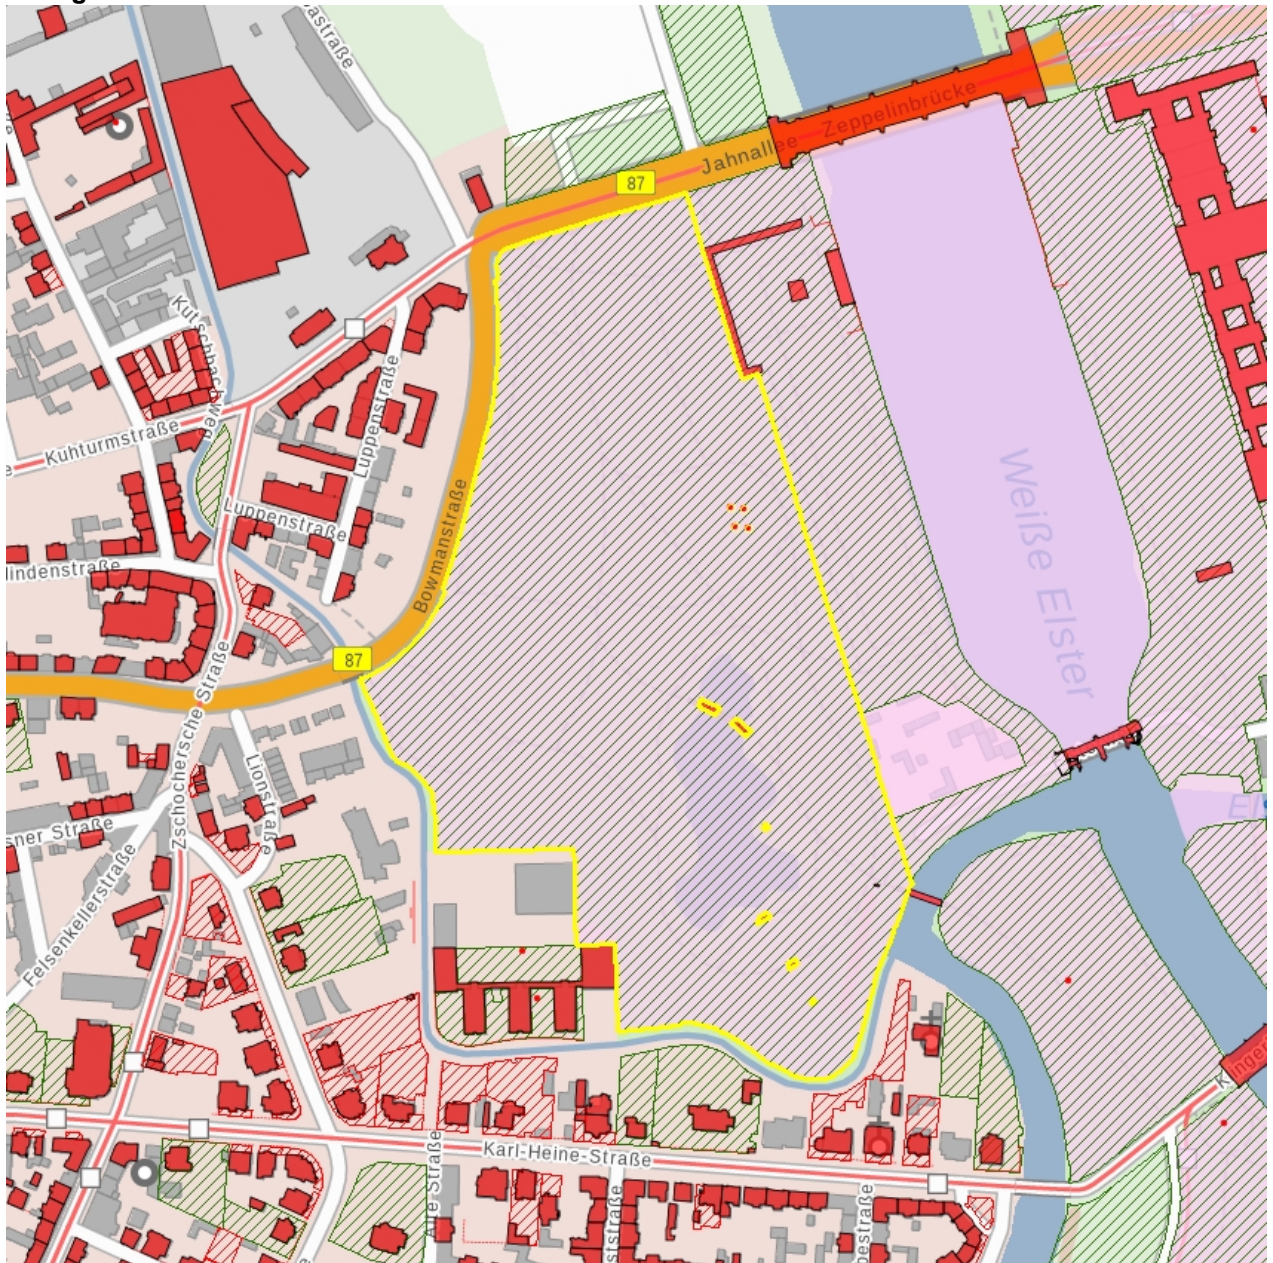 Zeppelinbrücke
Jahnallee
87
Kutschbachweg
Luppenstraße
Kuhturmstraße
Weiße Elster
Bowmanstraße
Luppenstraße
87
Zschochersche Straße
Lionstraße
Felsenkellerstraße
Karl-Heine-Straße
Alte Straße